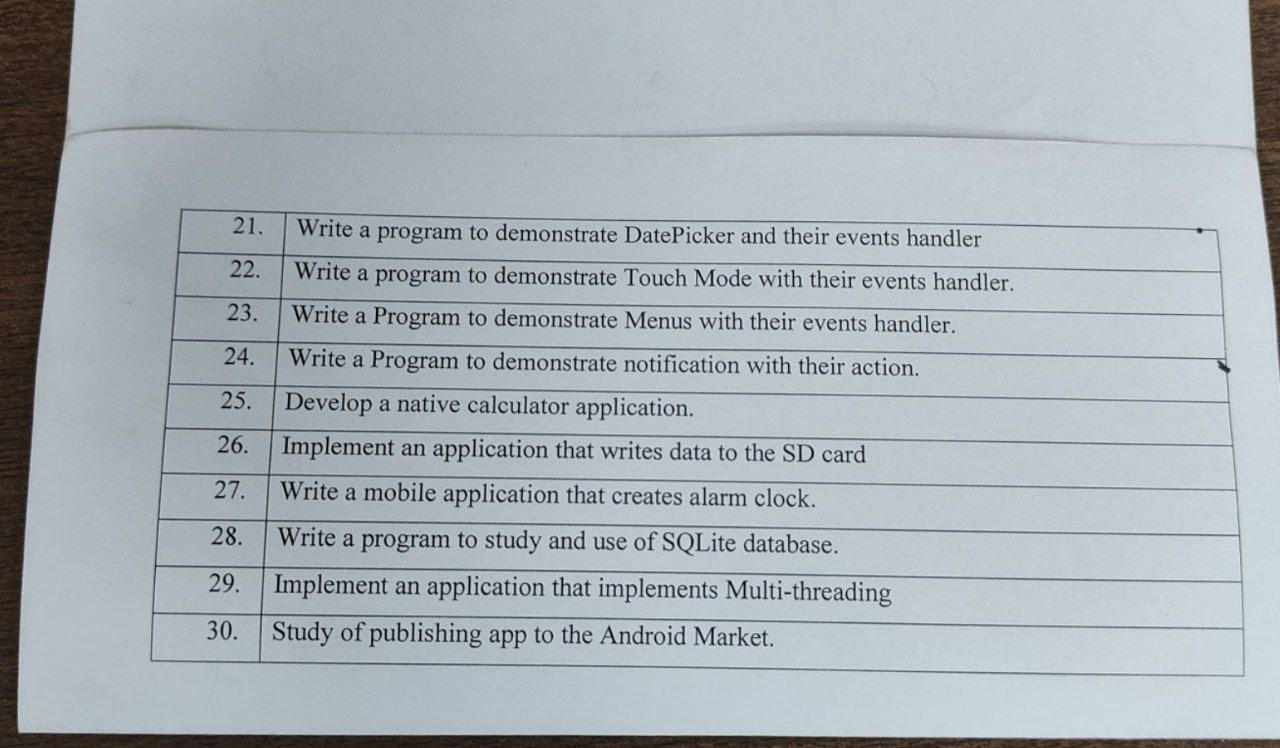 21. Write a program to demonstrate DatePicker and their events handler
22. Write a program to demonstrate Touch Mode with their events handler.
23. Write a Program to demonstrate Menus with their events handler.
24. Write a Program to demonstrate notification with their action.
25. Develop a native calculator application.
26. Implement an application that writes data to the SD card
27. Write a mobile application that creates alarm clock.
28. Write a program to study and use of SQLite database.
29. Implement an application that implements Multi-threading
30. Study of publishing app to the Android Market.